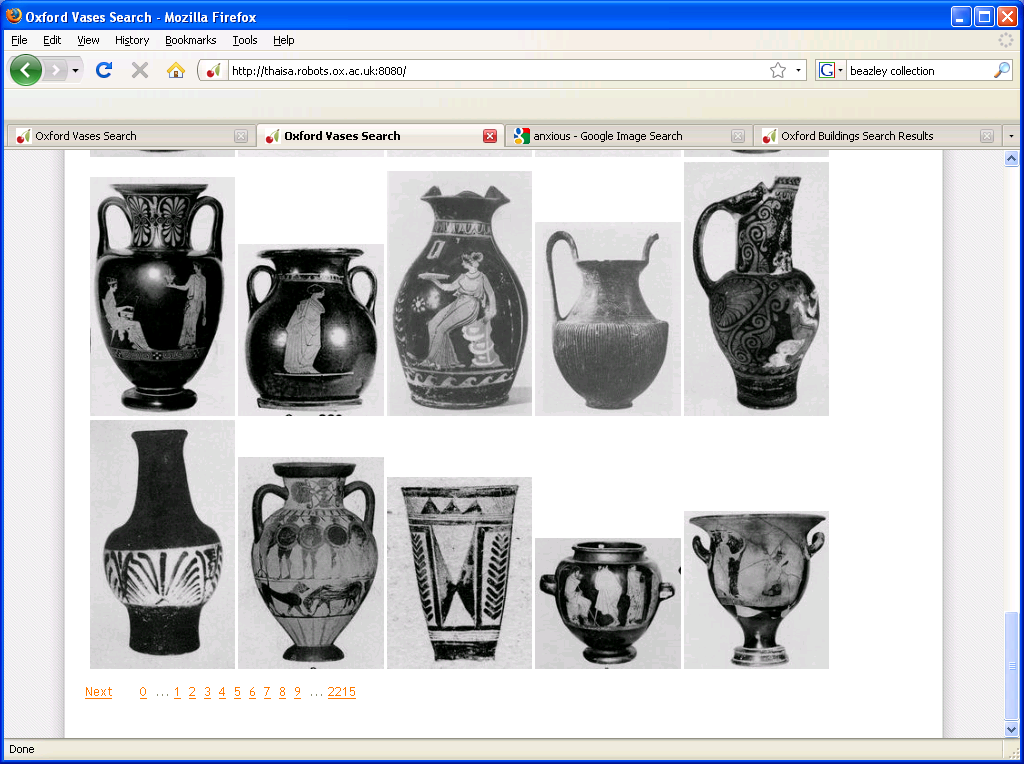 Oxford Vases Search - Mozilla Firefox
File Edit View History Bookmarks Tools Help
http://thaisa.robots.ox.ac.uk:8080/
G beazley collection
Oxford Vases Search
Oxford Vases Search
anxious - Google Image Search
Oxford Buildings Search Results
Next 0 ... 1 2 3 4 5 6 7 8 9 ... 2215
Done